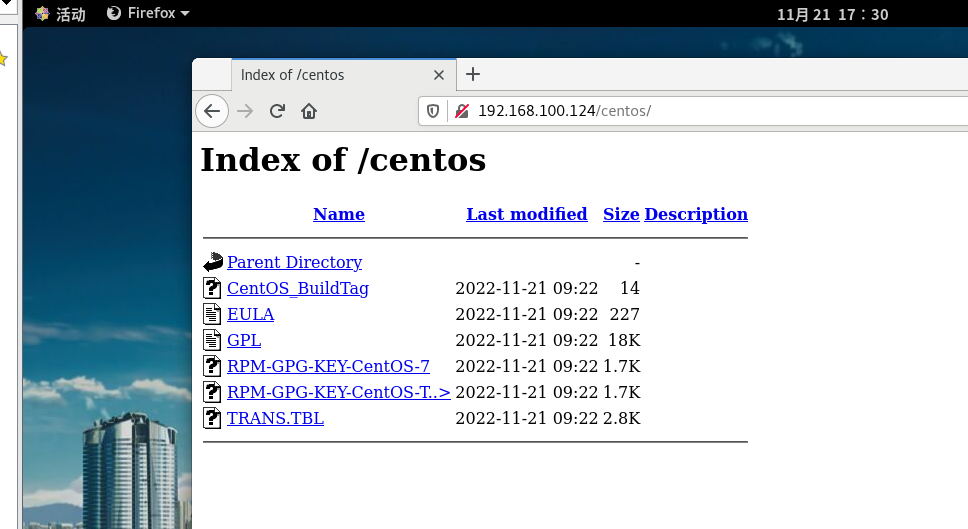 活动 Firefox 11月 21 17：30
Index of /centos
192.168.100.124/centos/
Index of /centos
Name Last modified Size Description
Parent Directory -
CentOS_BuildTag 2022-11-21 09:22 14
EULA 2022-11-21 09:22 227
GPL 2022-11-21 09:22 18K
RPM-GPG-KEY-CentOS-7 2022-11-21 09:22 1.7K
RPM-GPG-KEY-CentOS-T..> 2022-11-21 09:22 1.7K
TRANS.TBL 2022-11-21 09:22 2.8K